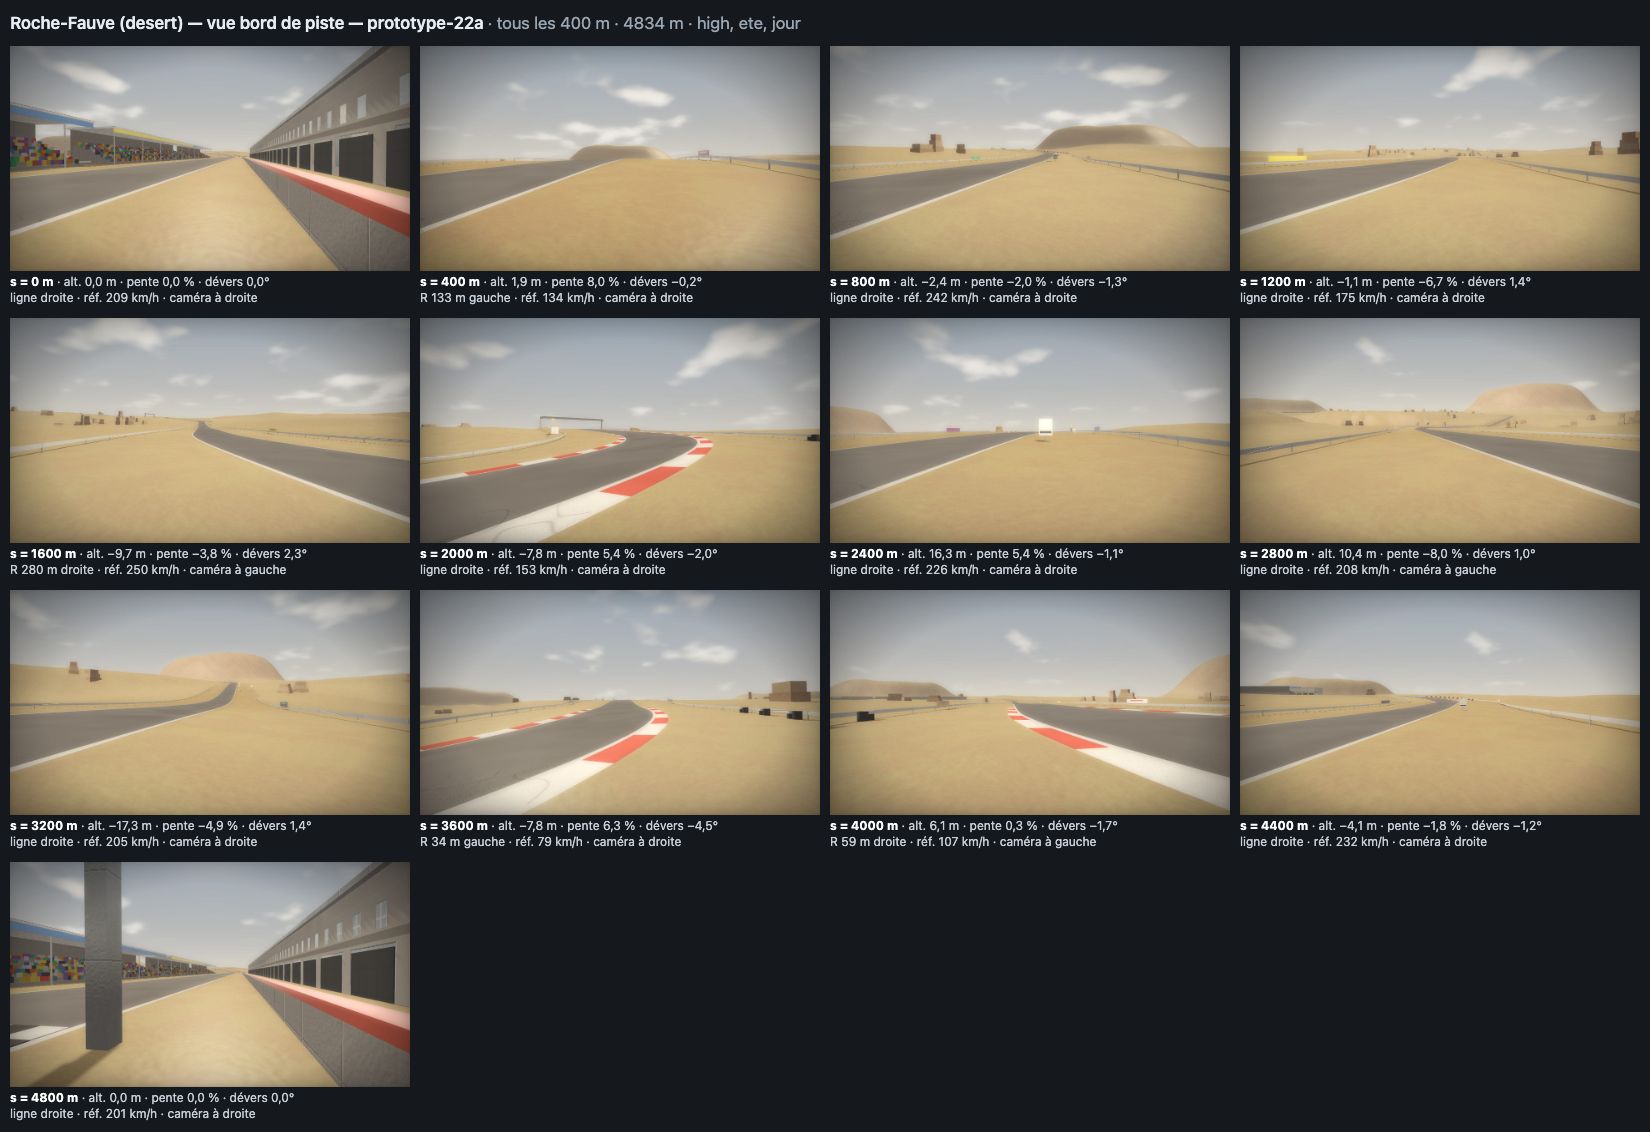 Roche-Fauve (desert) — vue bord de piste — prototype-22a · tous les 400 m · 4834 m · high, ete, jour
s = 0 m · alt. 0,0 m · pente 0,0 % · dévers 0,0°
ligne droite · réf. 209 km/h · caméra à droite
s = 400 m · alt. 1,9 m · pente 8,0 % · dévers −0,2°
R 133 m gauche · réf. 134 km/h · caméra à droite
s = 800 m · alt. −2,4 m · pente −2,0 % · dévers −1,3°
ligne droite · réf. 242 km/h · caméra à droite
s = 1200 m · alt. −1,1 m · pente −6,7 % · dévers 1,4°
ligne droite · réf. 175 km/h · caméra à droite
s = 1600 m · alt. −9,7 m · pente −3,8 % · dévers 2,3°
R 280 m droite · réf. 250 km/h · caméra à gauche
s = 2000 m · alt. −7,8 m · pente 5,4 % · dévers −2,0°
ligne droite · réf. 153 km/h · caméra à droite
s = 2400 m · alt. 16,3 m · pente 5,4 % · dévers −1,1°
ligne droite · réf. 226 km/h · caméra à droite
s = 2800 m · alt. 10,4 m · pente −8,0 % · dévers 1,0°
ligne droite · réf. 208 km/h · caméra à gauche
s = 3200 m · alt. −17,3 m · pente −4,9 % · dévers 1,4°
ligne droite · réf. 205 km/h · caméra à droite
s = 3600 m · alt. −7,8 m · pente 6,3 % · dévers −4,5°
R 34 m gauche · réf. 79 km/h · caméra à droite
s = 4000 m · alt. 6,1 m · pente 0,3 % · dévers −1,7°
R 59 m droite · réf. 107 km/h · caméra à gauche
s = 4400 m · alt. −4,1 m · pente −1,8 % · dévers −1,2°
ligne droite · réf. 232 km/h · caméra à droite
s = 4800 m · alt. 0,0 m · pente 0,0 % · dévers 0,0°
ligne droite · réf. 201 km/h · caméra à droite